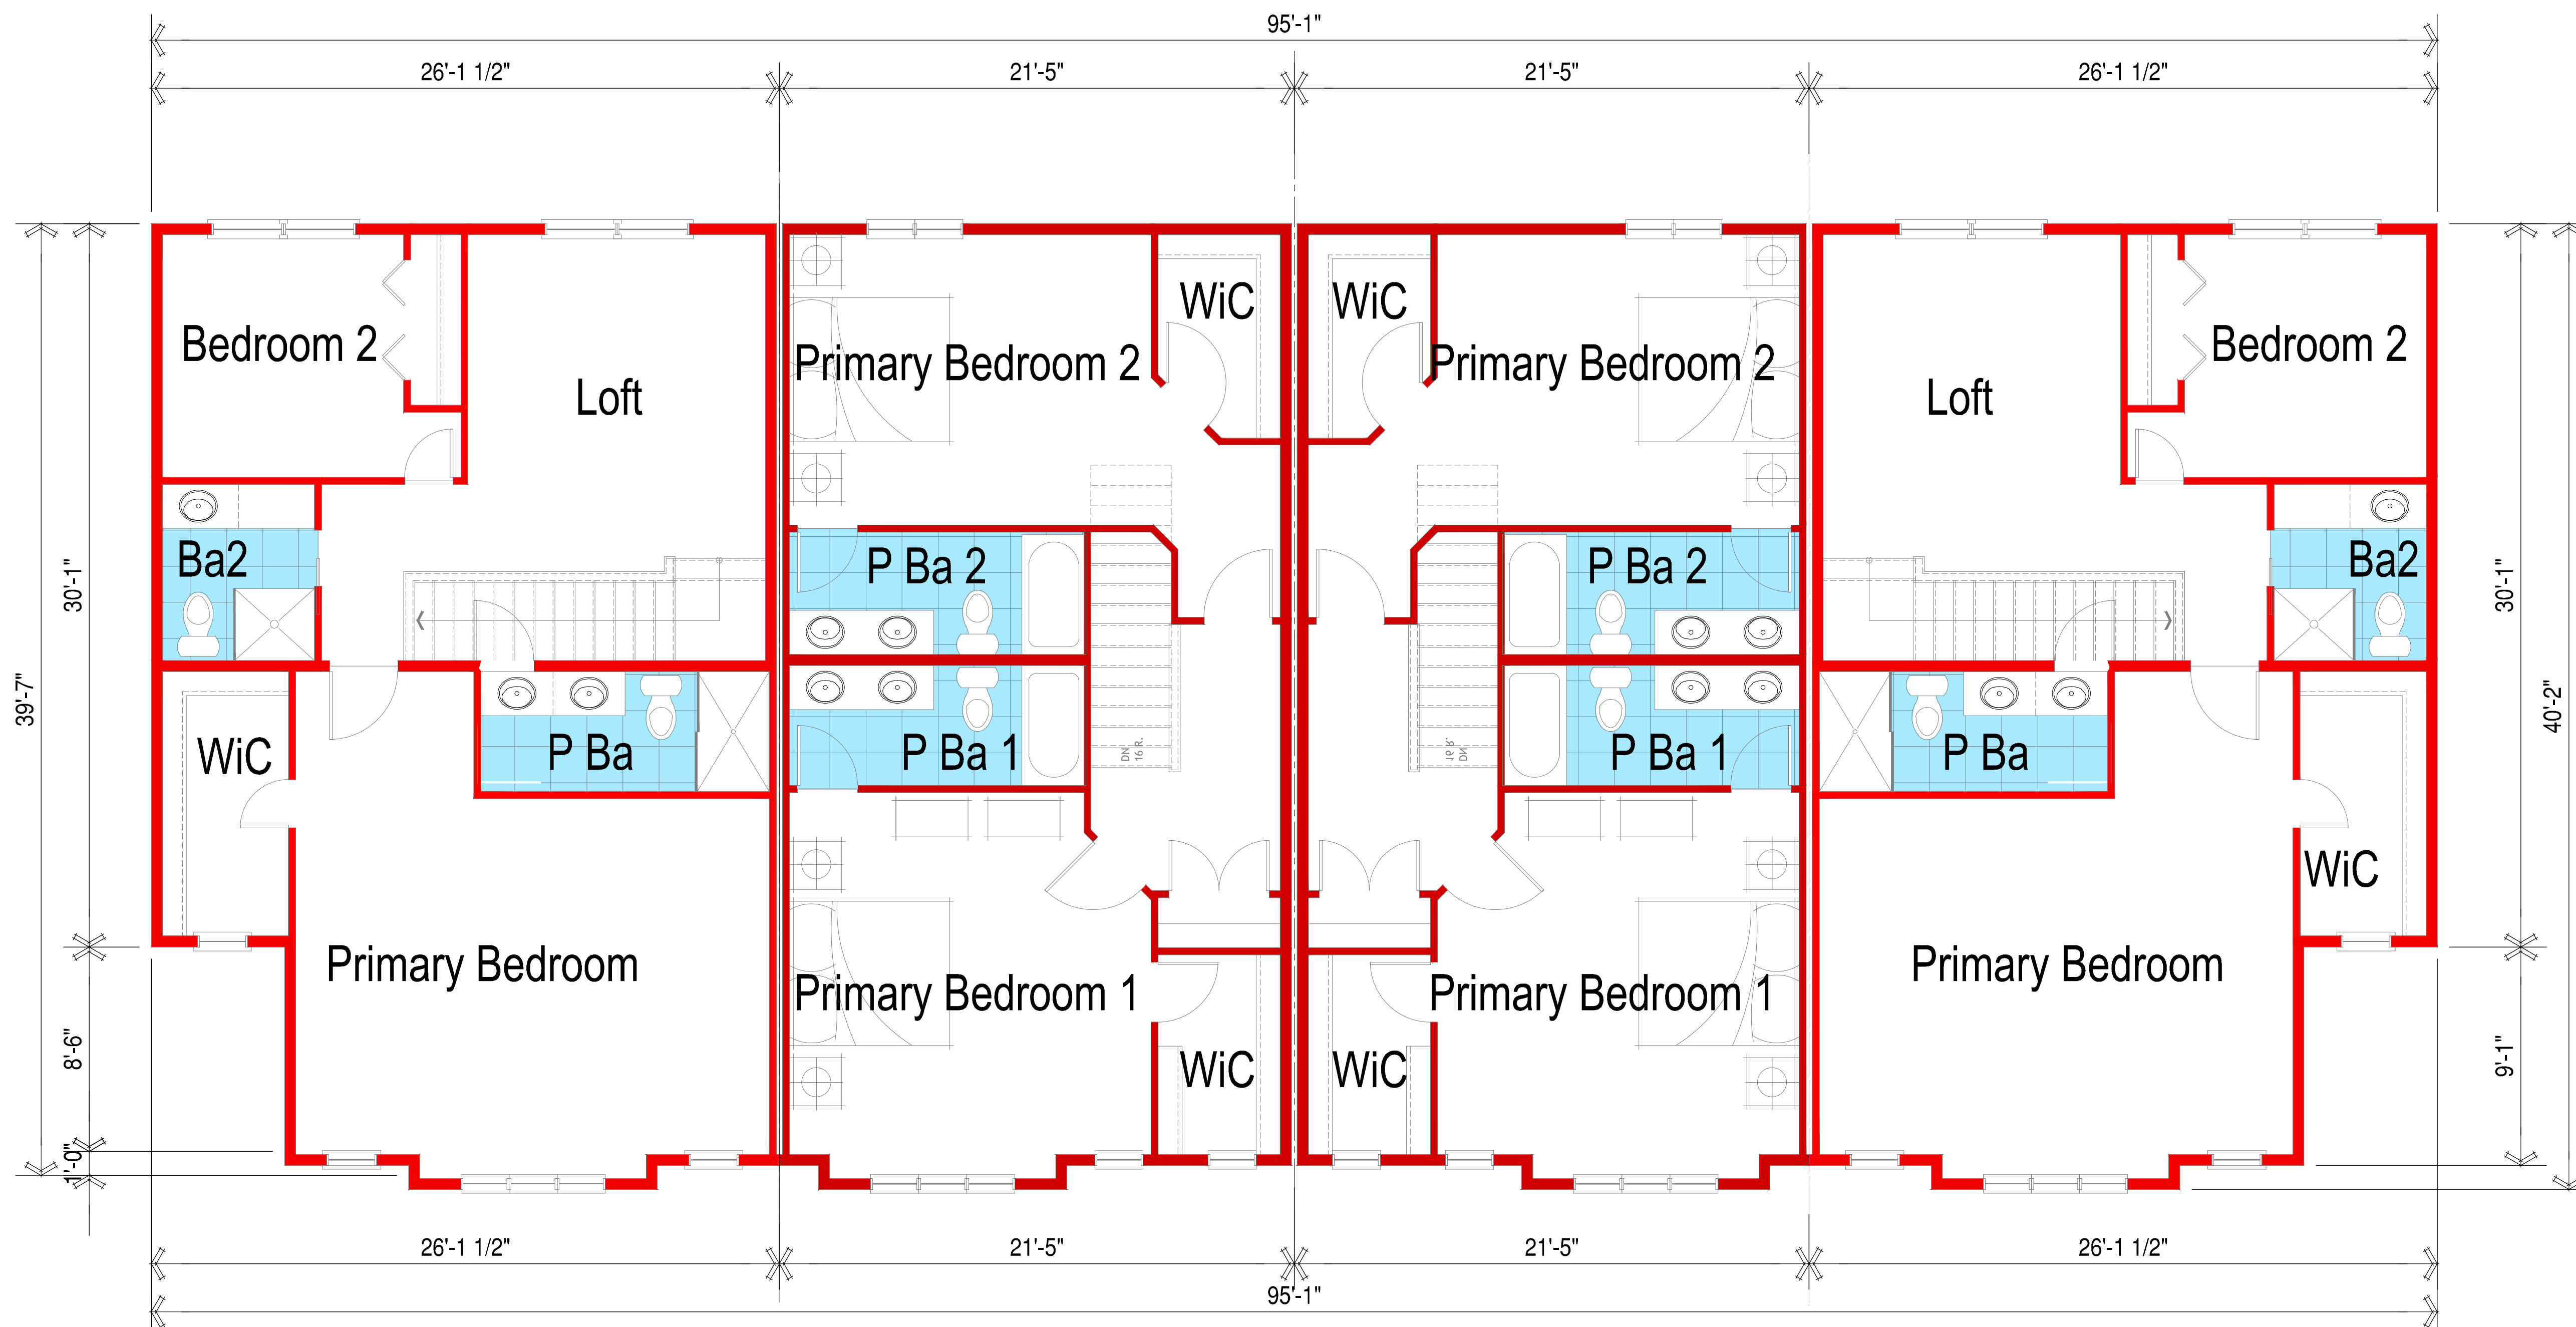 95'-1"
26'-1 1/2"
21'-5"
21'-5"
26'-1 1/2"
WiC
WiC
Bedroom 2
Primary Bedroom 2
Primary Bedroom 2
Bedroom 2
Loft
Loft
Ba2
P Ba 2
P Ba 2
Ba2
30'-1"
30'-1"
39'-7"
40'-2"
WiC
P Ba
P Ba 1
DN
16 R.
16 R.
DN
P Ba 1
P Ba
WiC
Primary Bedroom
Primary Bedroom 1
Primary Bedroom 1
Primary Bedroom
8'-6"
WiC
WiC
9'-1"
1'-0"
26'-1 1/2"
21'-5"
21'-5"
26'-1 1/2"
95'-1"